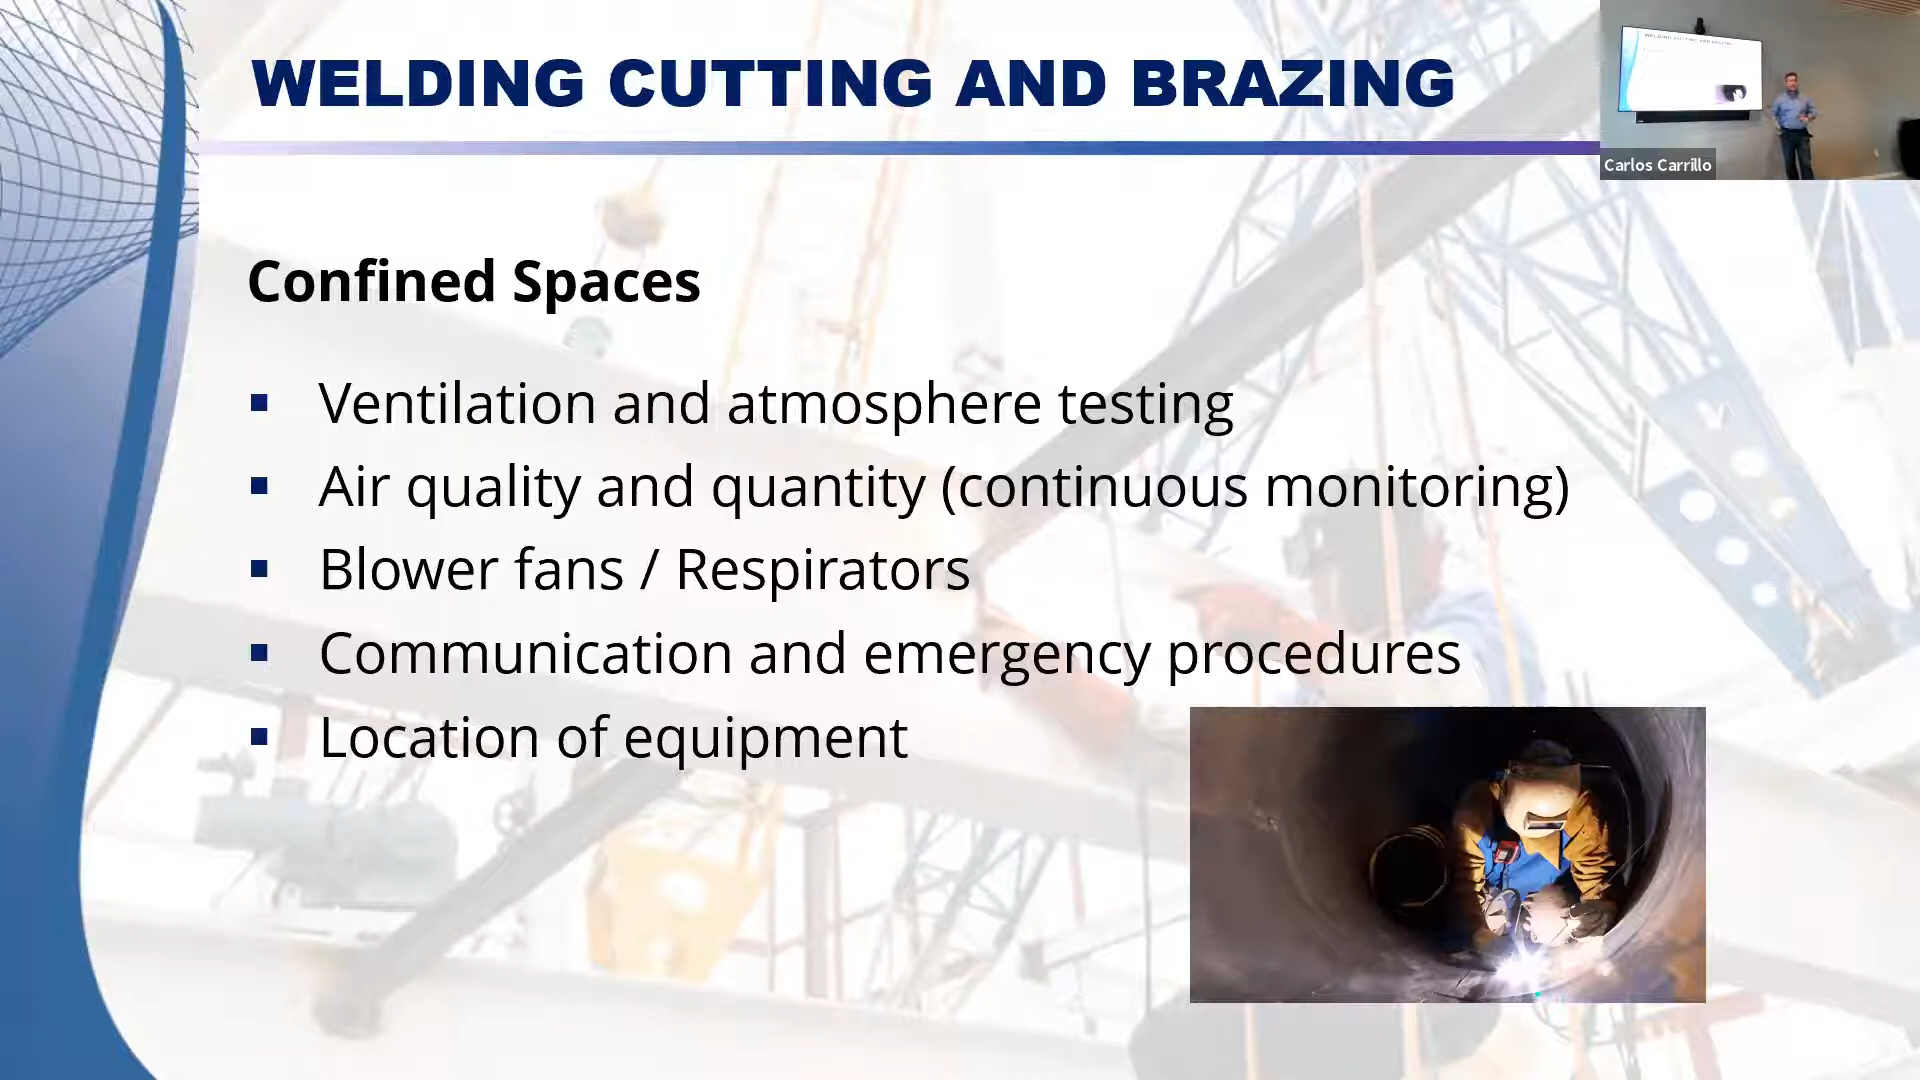 WELDING CUTTING AND BRAZING
Carlos Carrillo
Confined Spaces
▪ Ventilation and atmosphere testing
▪ Air quality and quantity (continuous monitoring)
▪ Blower fans / Respirators
▪ Communication and emergency procedures
▪ Location of equipment